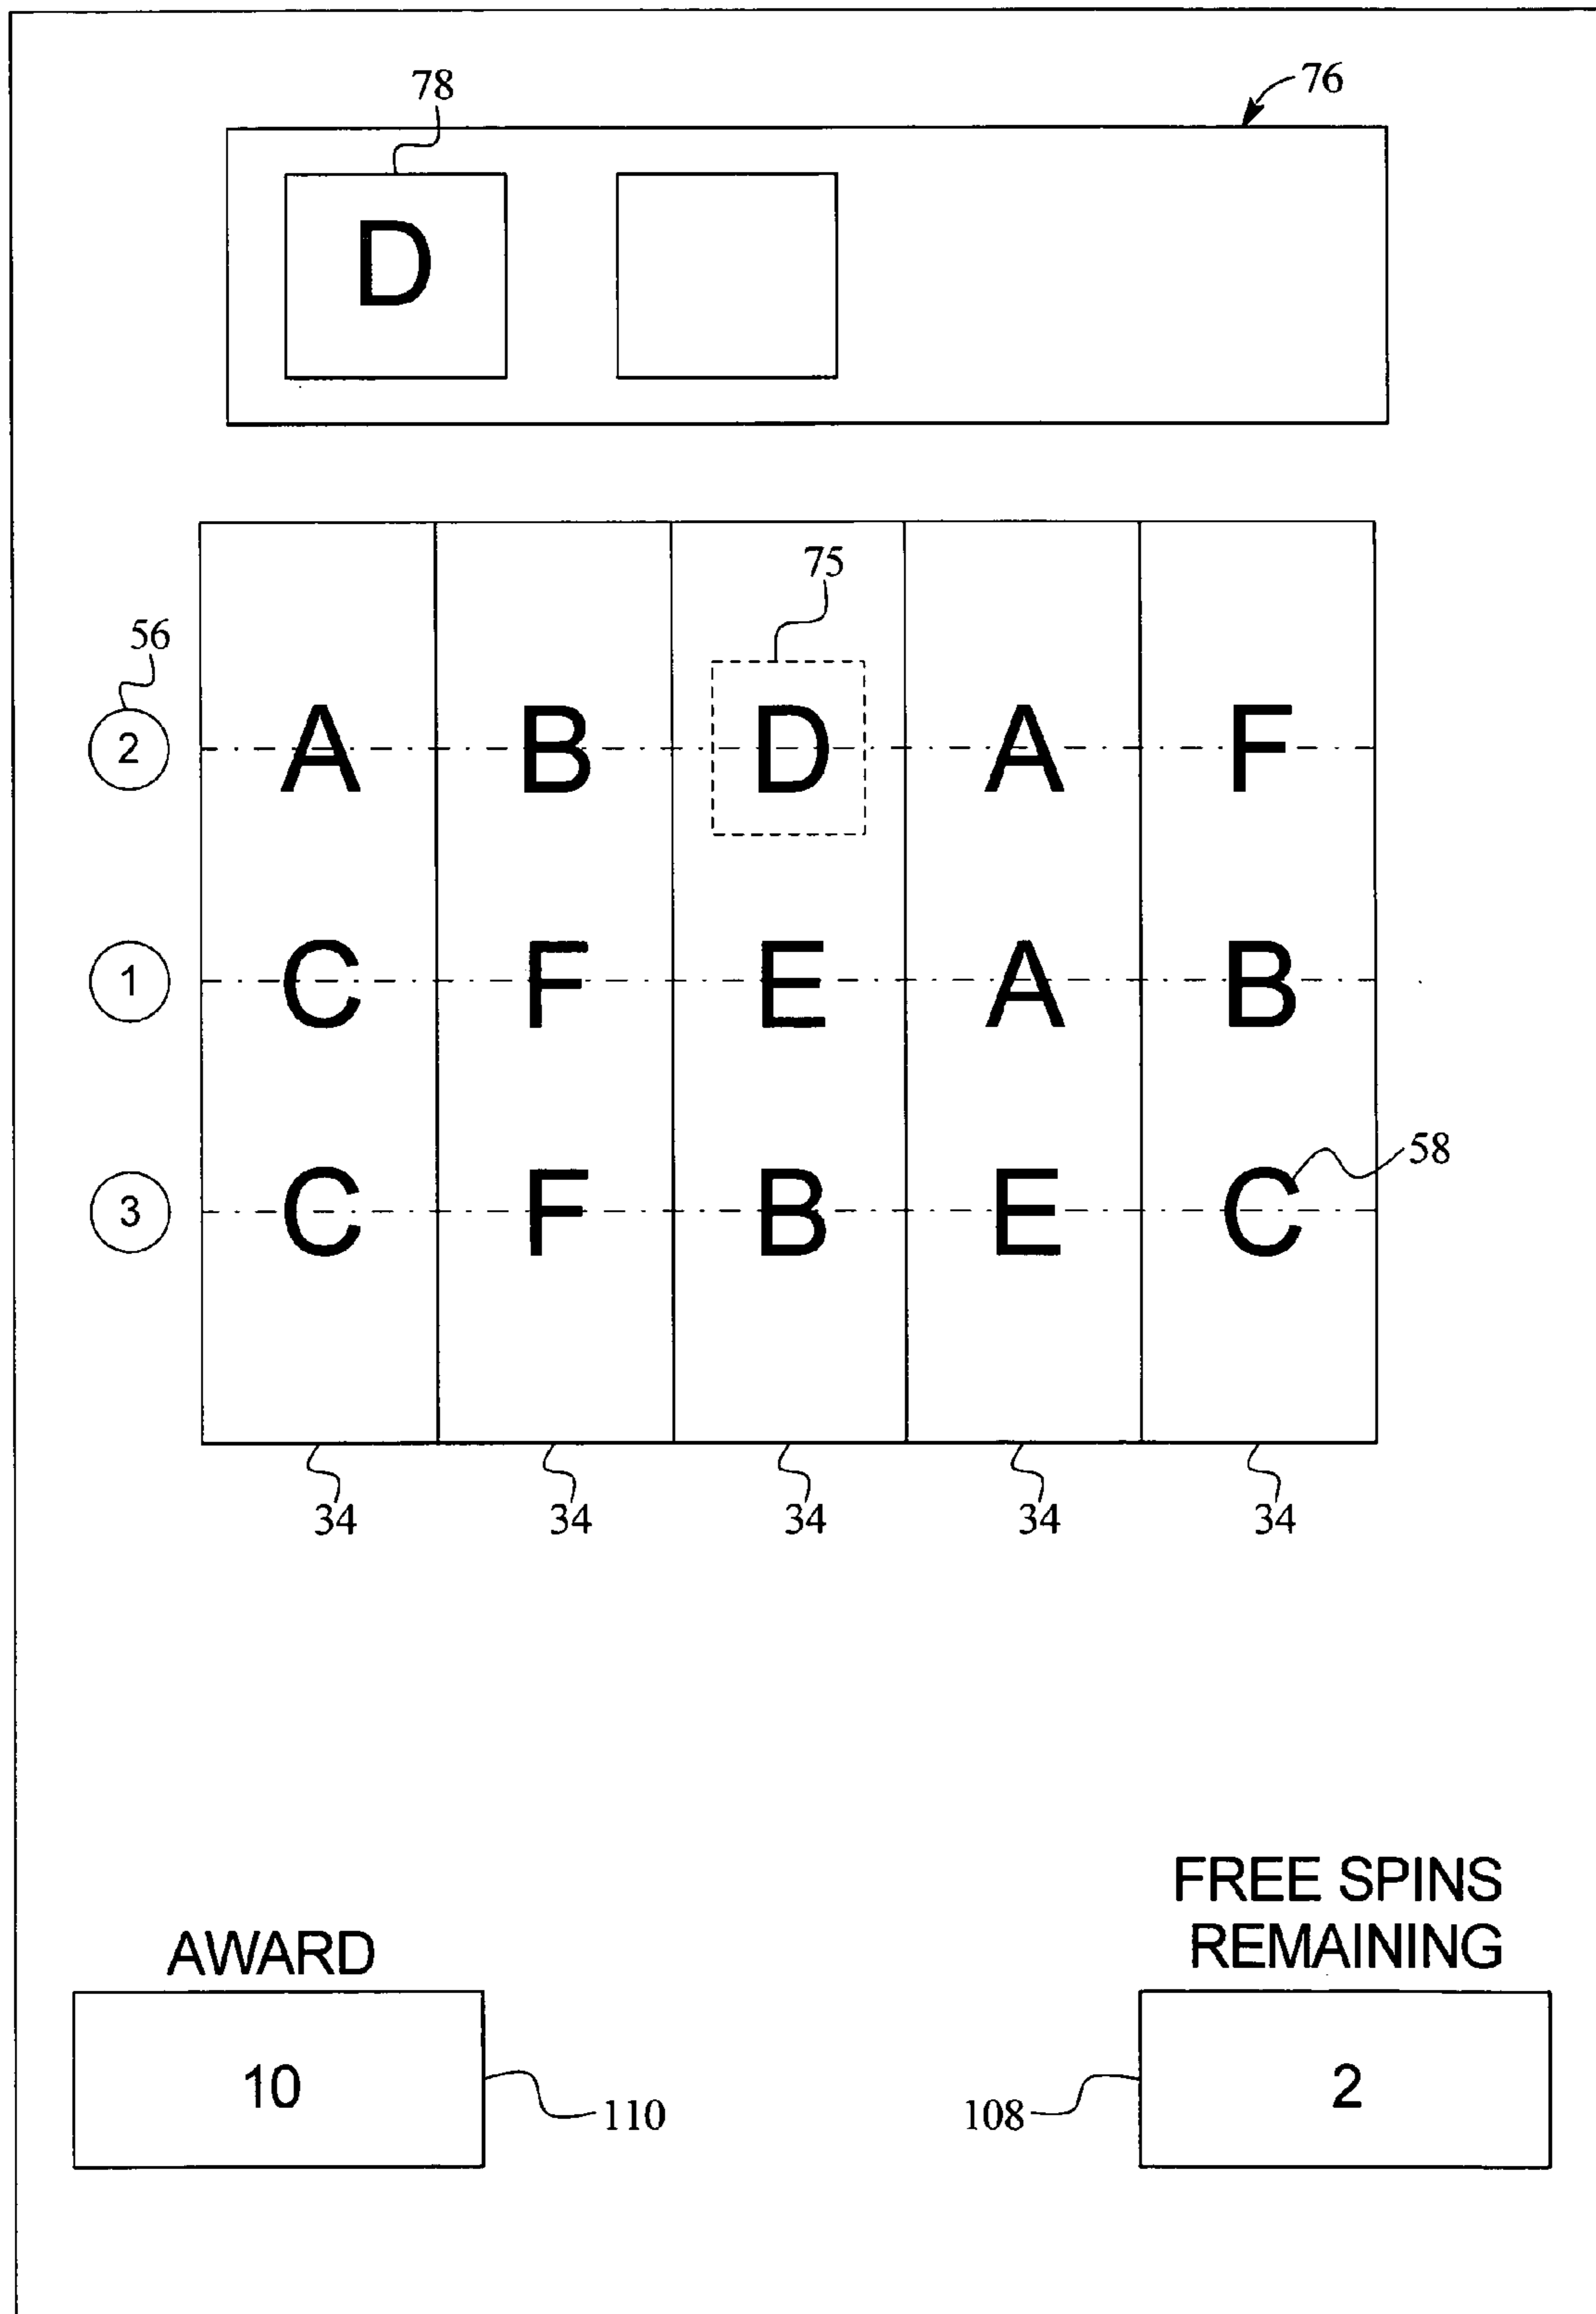 78
76
D
75
56
2 A B D A F
1 C F E A B
58
3 C F B E C
34 34 34 34 34
FREE SPINS
REMAINING
AWARD
10
110
108
2